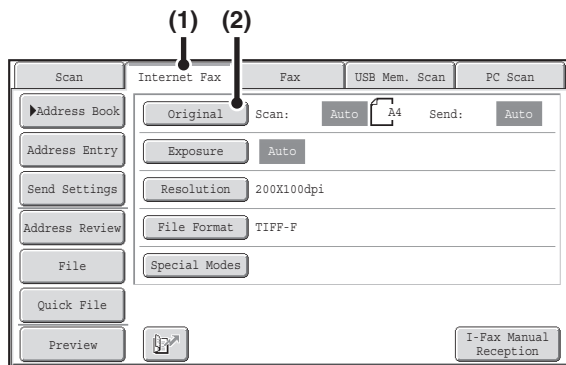 (1) (2)
Scan Internet Fax Fax USB Mem. Scan PC Scan
Address Book Original Scan: Auto A4 Send: Auto
Address Entry Exposure Auto
Send Settings Resolution 200X100dpi
Address Review File Format TIFF-F
File Special Modes
Quick File
Preview I-Fax Manual
Reception